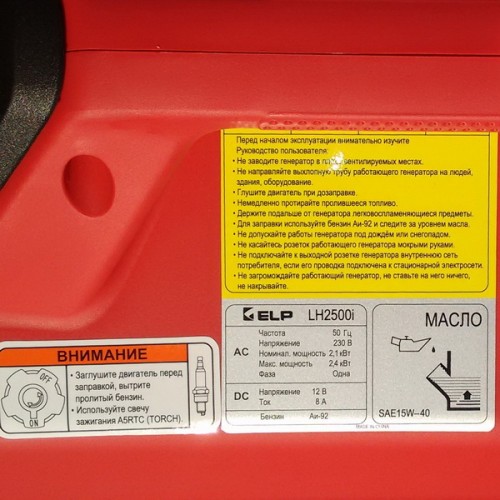 Перед началом эксплуатации внимательно изучите
Руководство пользователя:
• Не заводите генератор в вентилируемых местах.
• Не направляйте выхлопную трубу работающего генератора на людей,
здания, оборудование.
• Глушите двигатель при дозаправке.
• Немедленно протирайте пролившееся топливо.
• Держите подальше от генератора легковоспламеняющиеся предметы.
• Для заправки используйте бензин Аи-92 и следите за уровнем масла.
• Не допускайте работы генератора под дождём или снегопадом.
• Не касайтесь розеток работающего генератора мокрыми руками.
• Не подключайте к выходной розетке генератора внутреннюю сеть
потребителя, если его проводка подключена к стационарной электросети.
• Не загромождайте работающий генератор, не ставьте на него ничего,
не накрывайте.
ELP LH2500i
AC
Частота 50 Гц
Напряжение 230 В
Номинал. мощность 2,1 кВт
Макс. мощность 2,4 кВт
Фаза Одна
DC
Напряжение 12 В
Ток 8 А
Бензин Аи-92
МАСЛО
SAE15W-40
MADE IN CHINA
ВНИМАНИЕ
• Заглушите двигатель перед
заправкой, вытрите
пролитый бензин.
• Используйте свечу
зажигания A5RTC (TORCH).
OFF
ON